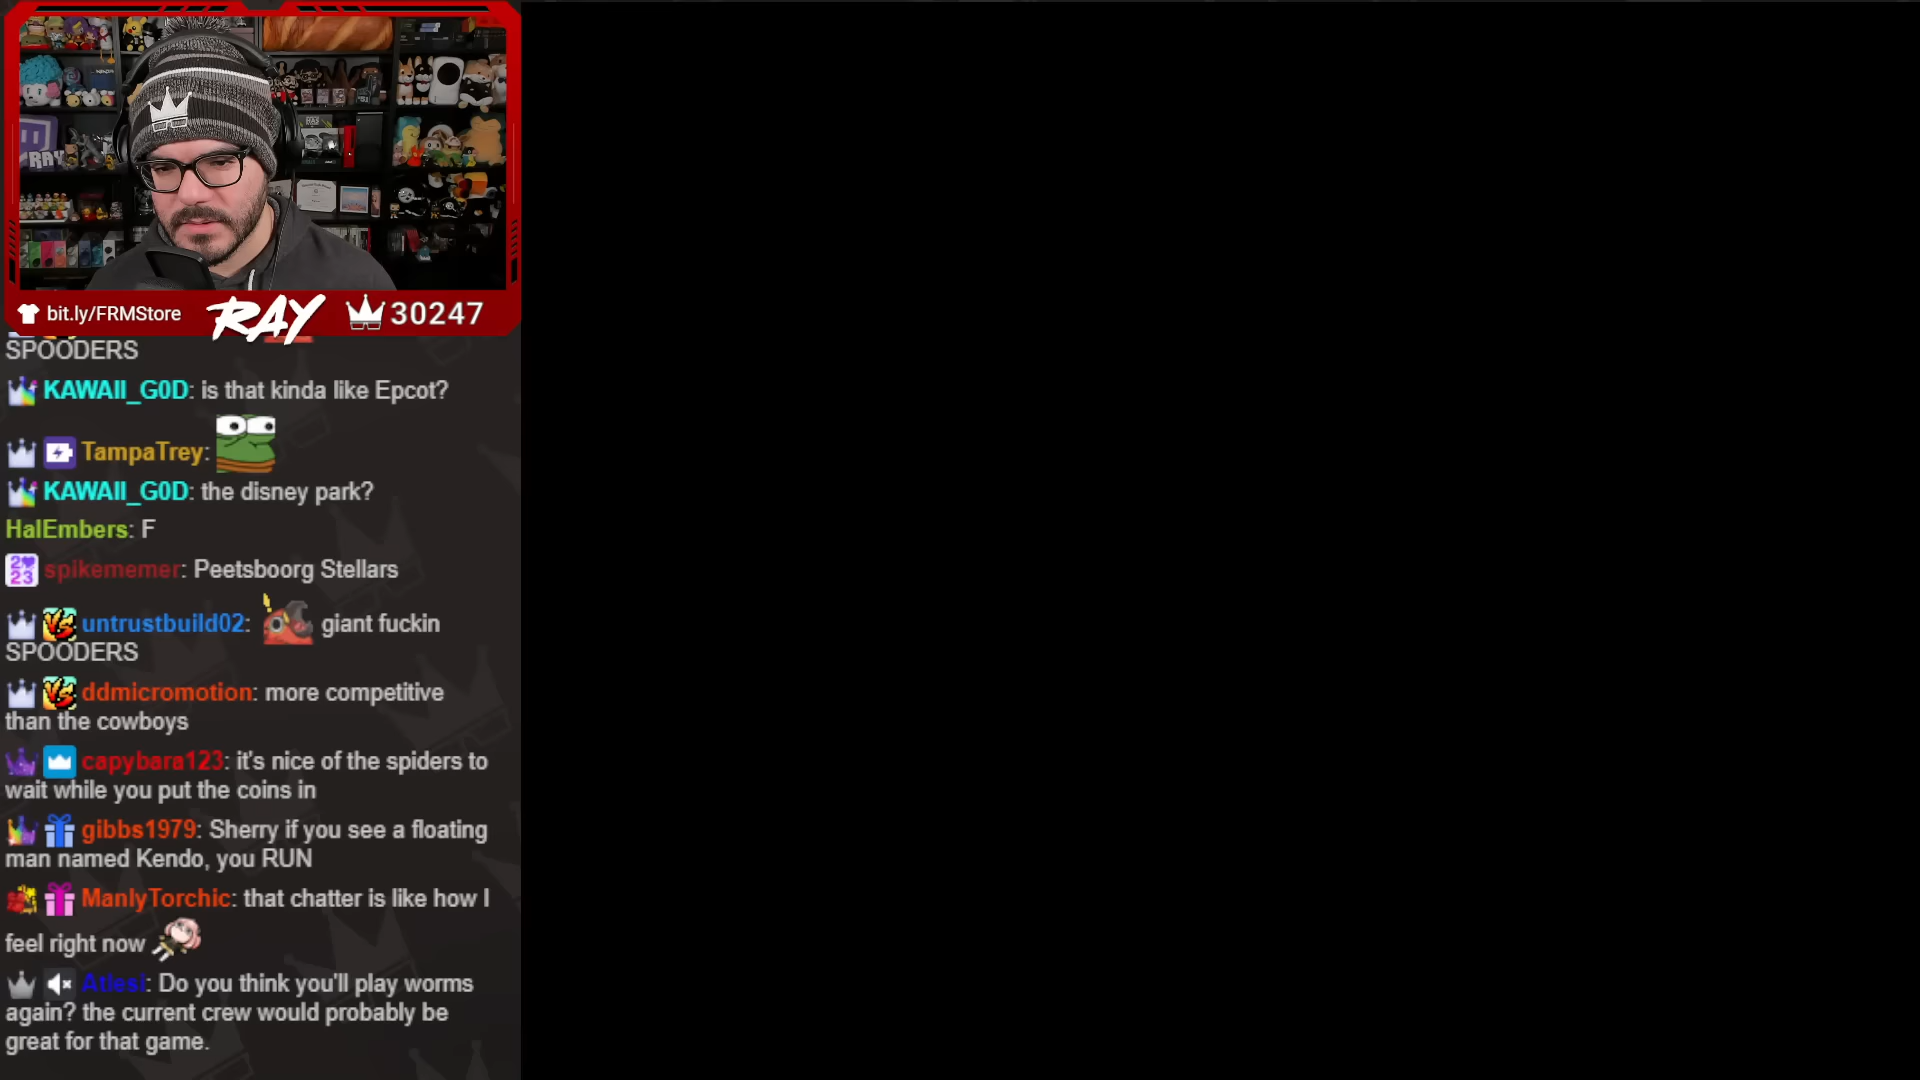 bit.ly/FRMStore RAY 30247
SPOODERS
KAWAII_G0D: is that kinda like Epcot?
TampaTrey:
KAWAII_G0D: the disney park?
HalEmbers: F
spikememer: Peetsboorg Stellars
untrustbuild02: giant fuckin
SPOODERS
ddmicromotion: more competitive
than the cowboys
capybara123: it's nice of the spiders to
wait while you put the coins in
gibbs1979: Sherry if you see a floating
man named Kendo, you RUN
ManlyTorchic: that chatter is like how I
feel right now
Atlesi: Do you think you'll play worms
again? the current crew would probably be
great for that game.